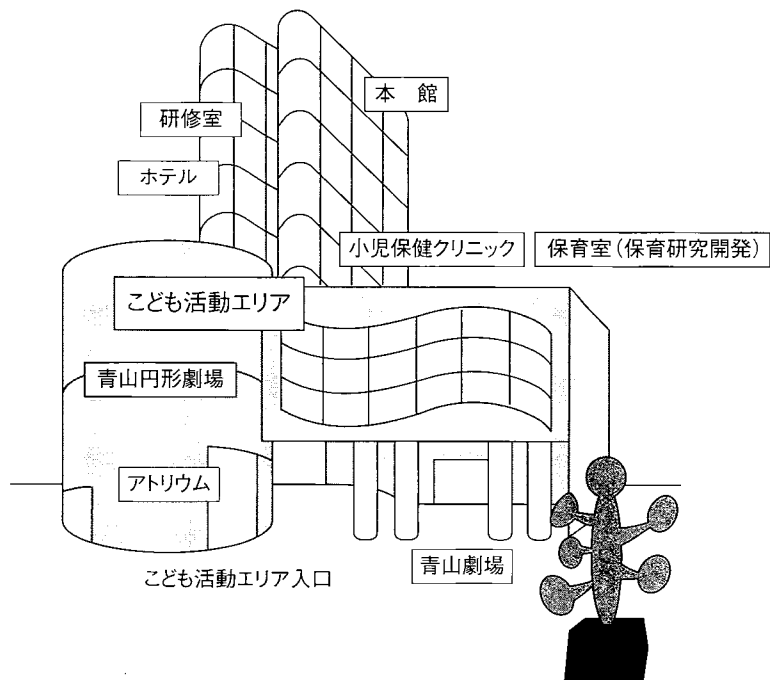 本　館
研修室
ホテル
小児保健クリニック
保育室（保育研究開発）
こども活動エリア
青山円形劇場
アトリウム
青山劇場
こども活動エリア入口